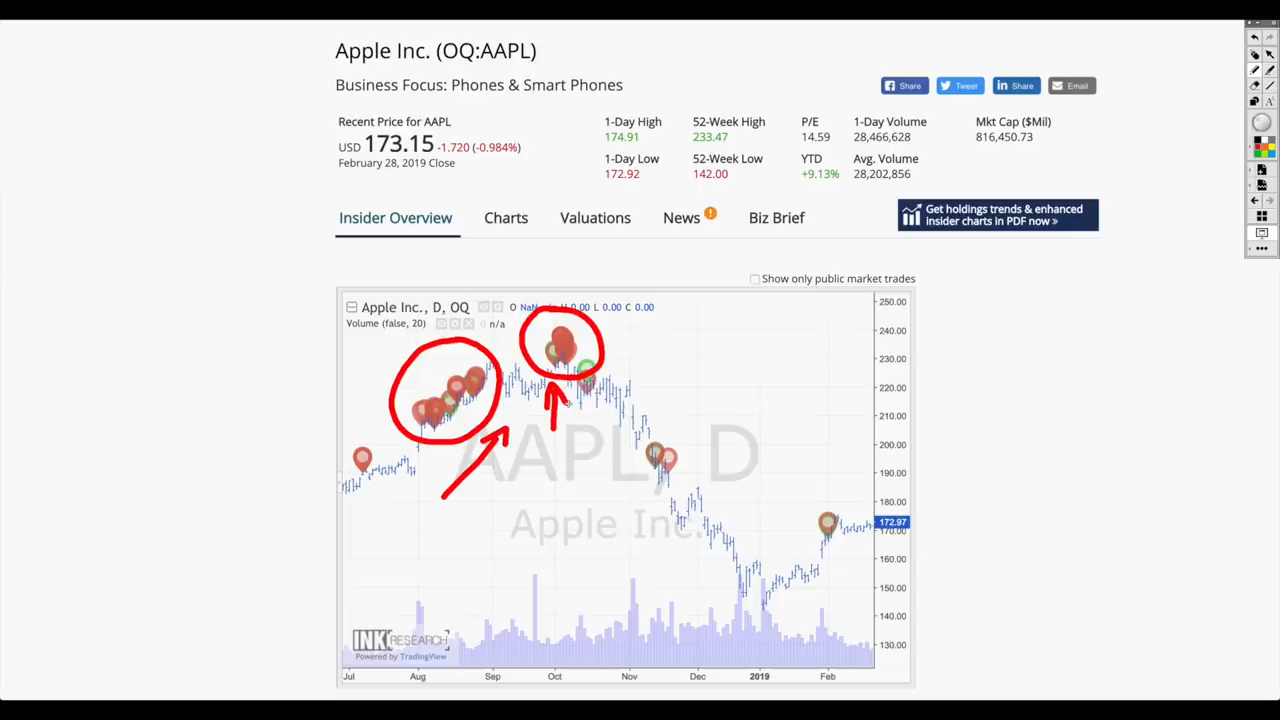 Apple Inc. (OQ:AAPL)
Business Focus: Phones & Smart Phones
Share
Tweet
Share
Email
Recent Price for AAPL
USD 173.15 -1.720 (-0.984%)
February 28, 2019 Close
1-Day High
174.91
1-Day Low
172.92
52-Week High
233.47
52-Week Low
142.00
P/E
14.59
YTD
+9.13%
1-Day Volume
28,466,628
Avg. Volume
28,202,856
Mkt Cap ($Mil)
816,450.73
Insider Overview
Charts
Valuations
News !
Biz Brief
Get holdings trends & enhanced
insider charts in PDF now »
Show only public market trades
Apple Inc., D, OQ
O NaN H 0.00 L 0.00 C 0.00
Volume (false, 20)
n/a
AAPL, D
Apple Inc.
250.00
240.00
230.00
220.00
210.00
200.00
190.00
180.00
172.97
170.00
160.00
150.00
140.00
130.00
INK RESEARCH
Powered by TradingView
Jul
Aug
Sep
Oct
Nov
Dec
2019
Feb